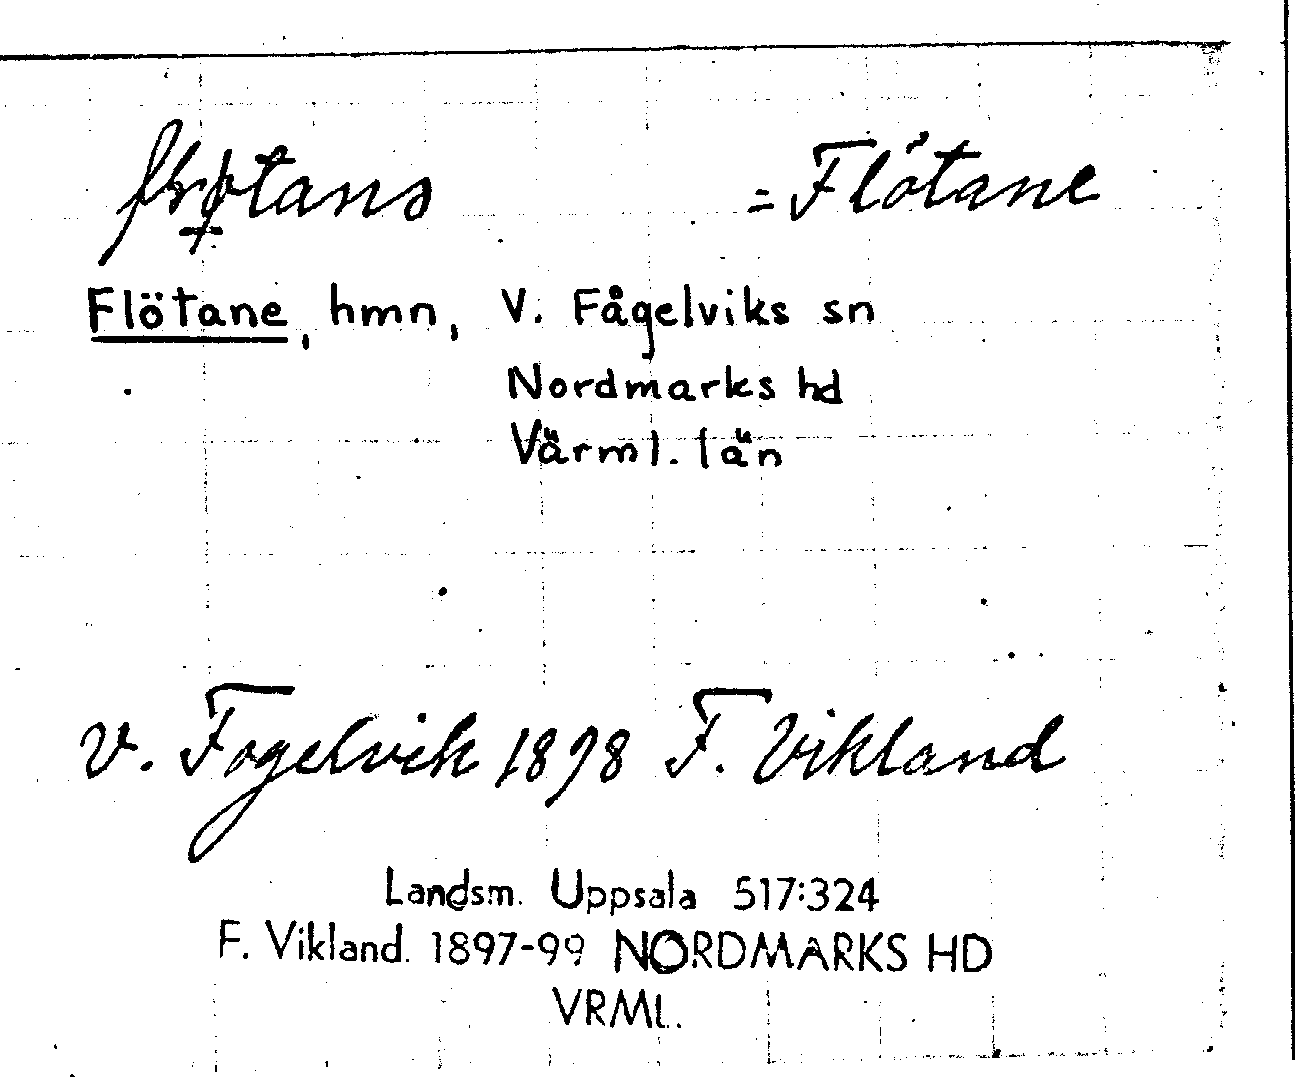 = Flötane
Flötane, hmn, V. Fågelviks sn
Nordmarks hd
Värml. län
V. Fogelvik 1898 F. Vikland
Landsm. Uppsala 517:324
F. Vikland. 1897-99 NORDMARKS HD
VRML.